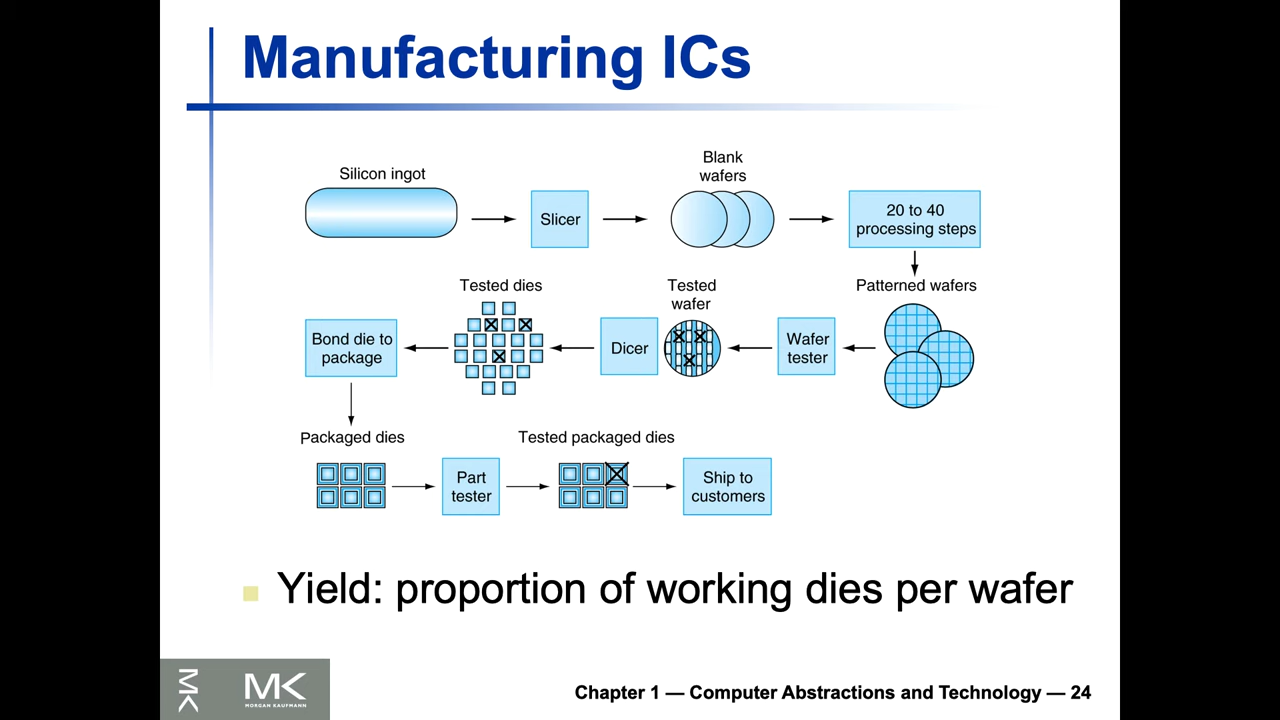 Manufacturing ICs
Silicon ingot
Slicer
Blank
wafers
20 to 40
processing steps
Patterned wafers
Wafer
tester
Tested
wafer
Dicer
Tested dies
Bond die to
package
Packaged dies
Part
tester
Tested packaged dies
Ship to
customers
Yield: proportion of working dies per wafer
MK
MK
MORGAN KAUFMANN
Chapter 1 — Computer Abstractions and Technology — 24